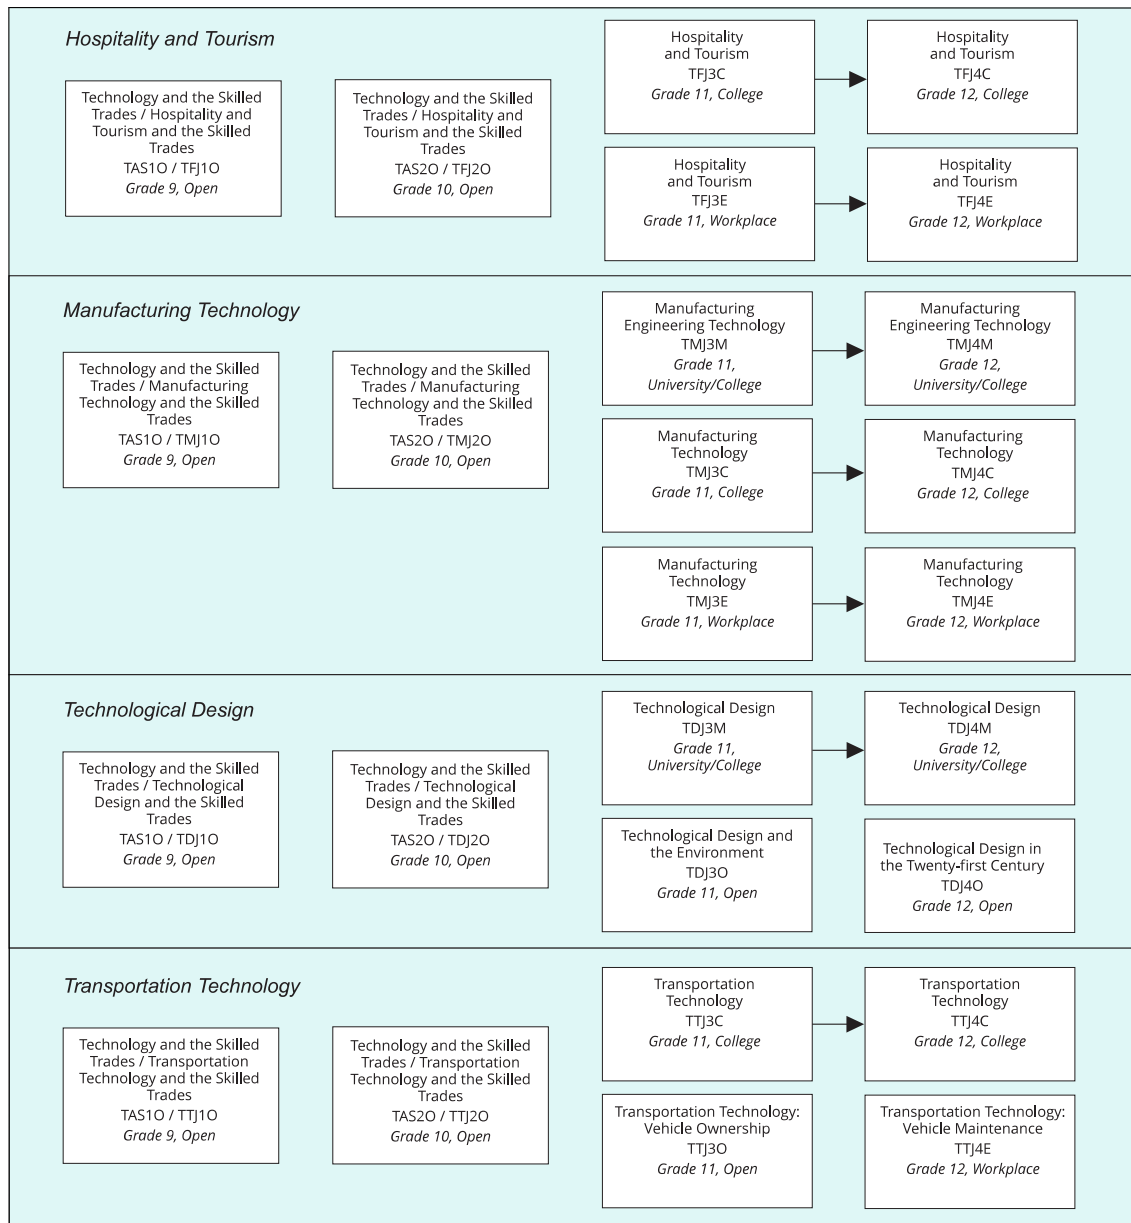 Hospitality and Tourism
Technology and the Skilled
Trades / Hospitality and
Tourism and the Skilled
Trades
TAS1O / TFJ1O
Grade 9, Open
Technology and the Skilled
Trades / Hospitality and
Tourism and the Skilled
Trades
TAS2O / TFJ2O
Grade 10, Open
Hospitality
and Tourism
TFJ3C
Grade 11, College
Hospitality
and Tourism
TFJ4C
Grade 12, College
Hospitality
and Tourism
TFJ3E
Grade 11, Workplace
Hospitality
and Tourism
TFJ4E
Grade 12, Workplace
Manufacturing Technology
Technology and the Skilled
Trades / Manufacturing
Technology and the Skilled
Trades
TAS1O / TMJ1O
Grade 9, Open
Technology and the Skilled
Trades / Manufacturing
Technology and the Skilled
Trades
TAS2O / TMJ2O
Grade 10, Open
Manufacturing
Engineering Technology
TMJ3M
Grade 11,
University/College
Manufacturing
Engineering Technology
TMJ4M
Grade 12,
University/College
Manufacturing
Technology
TMJ3C
Grade 11, College
Manufacturing
Technology
TMJ4C
Grade 12, College
Manufacturing
Technology
TMJ3E
Grade 11, Workplace
Manufacturing
Technology
TMJ4E
Grade 12, Workplace
Technological Design
Technology and the Skilled
Trades / Technological
Design and the Skilled
Trades
TAS1O / TDJ1O
Grade 9, Open
Technology and the Skilled
Trades / Technological
Design and the Skilled
Trades
TAS2O / TDJ2O
Grade 10, Open
Technological Design
TDJ3M
Grade 11,
University/College
Technological Design
TDJ4M
Grade 12,
University/College
Technological Design and
the Environment
TDJ3O
Grade 11, Open
Technological Design in
the Twenty-first Century
TDJ4O
Grade 12, Open
Transportation Technology
Technology and the Skilled
Trades / Transportation
Technology and the Skilled
Trades
TAS1O / TTJ1O
Grade 9, Open
Technology and the Skilled
Trades / Transportation
Technology and the Skilled
Trades
TAS2O / TTJ2O
Grade 10, Open
Transportation
Technology
TTJ3C
Grade 11, College
Transportation
Technology
TTJ4C
Grade 12, College
Transportation Technology:
Vehicle Ownership
TTJ3O
Grade 11, Open
Transportation Technology:
Vehicle Maintenance
TTJ4E
Grade 12, Workplace